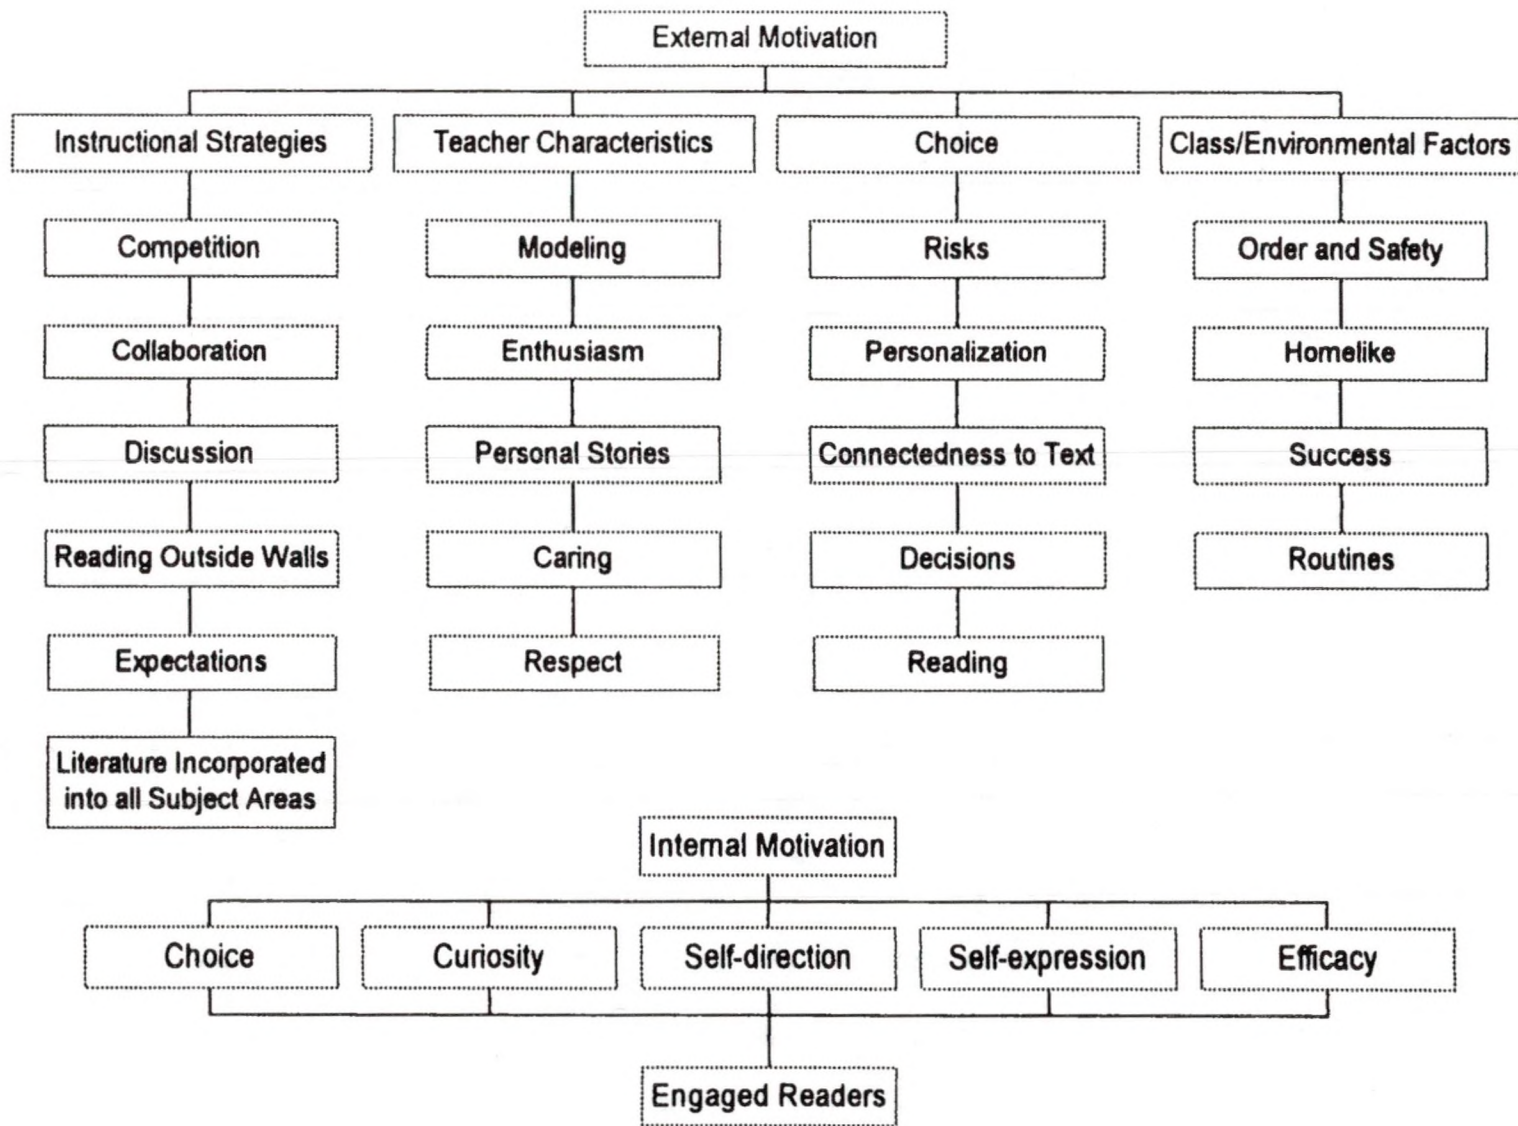 External Motivation
Instructional Strategies
Teacher Characteristics
Choice
Class/Environmental Factors
Competition
Modeling
Risks
Order and Safety
Collaboration
Enthusiasm
Personalization
Homelike
Discussion
Personal Stories
Connectedness to Text
Success
Reading Outside Walls
Caring
Decisions
Routines
Expectations
Respect
Reading
Literature Incorporated
into all Subject Areas
Internal Motivation
Choice
Curiosity
Self-direction
Self-expression
Efficacy
Engaged Readers